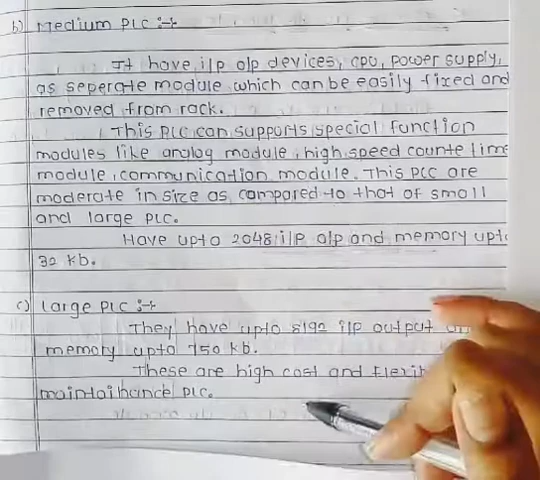 b) Medium PLC :-
It have i/p o/p devices, CPU, power supply,
as seperate module which can be easily fixed and
removed from rack.
This PLC can supports special function
modules like analog module, high speed counte time
module, communication module. This PLC are
moderate in size as compared to that of small
and large PLC.
Have upto 2048 i/p o/p and memory upto
32 kb.
c) Large PLC :-
They have upto 8192 i/p output
memory upto 750 kb.
These are high cost and flexib
maintaihance PLC.